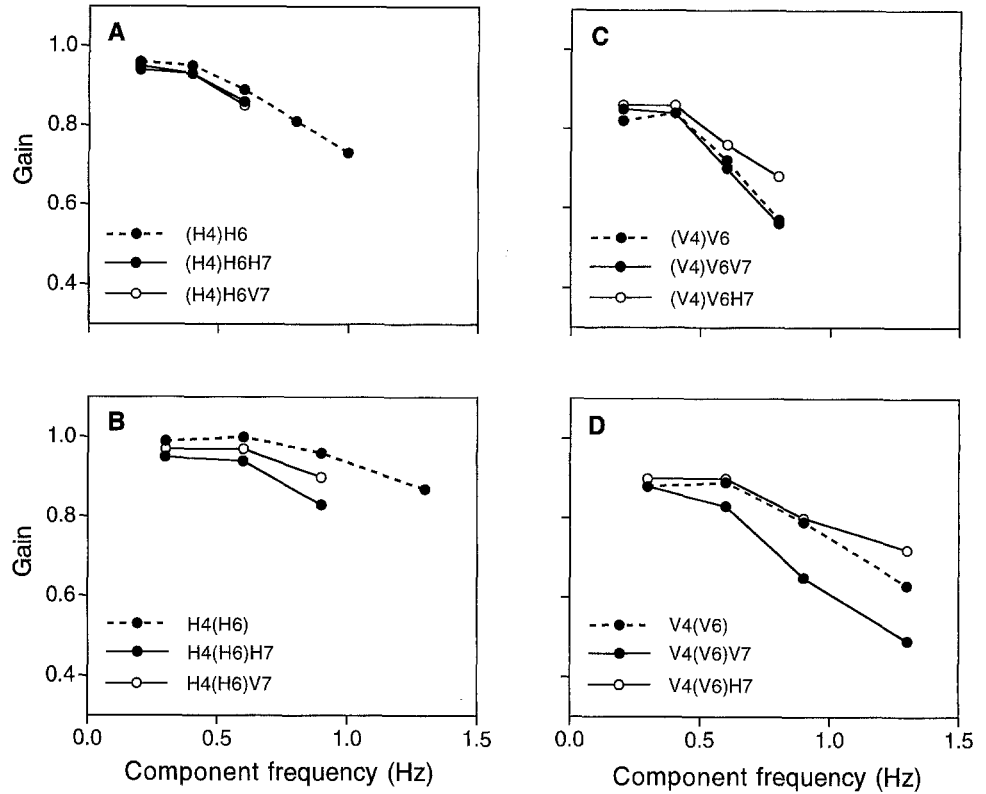 A
1.0
0.8
0.6
0.4
Gain
(H4)H6
(H4)H6H7
(H4)H6V7
C
(V4)V6
(V4)V6V7
(V4)V6H7
B
1.0
0.8
0.6
0.4
Gain
H4(H6)
H4(H6)H7
H4(H6)V7
0.0 0.5 1.0 1.5
Component frequency (Hz)
D
V4(V6)
V4(V6)V7
V4(V6)H7
0.0 0.5 1.0 1.5
Component frequency (Hz)